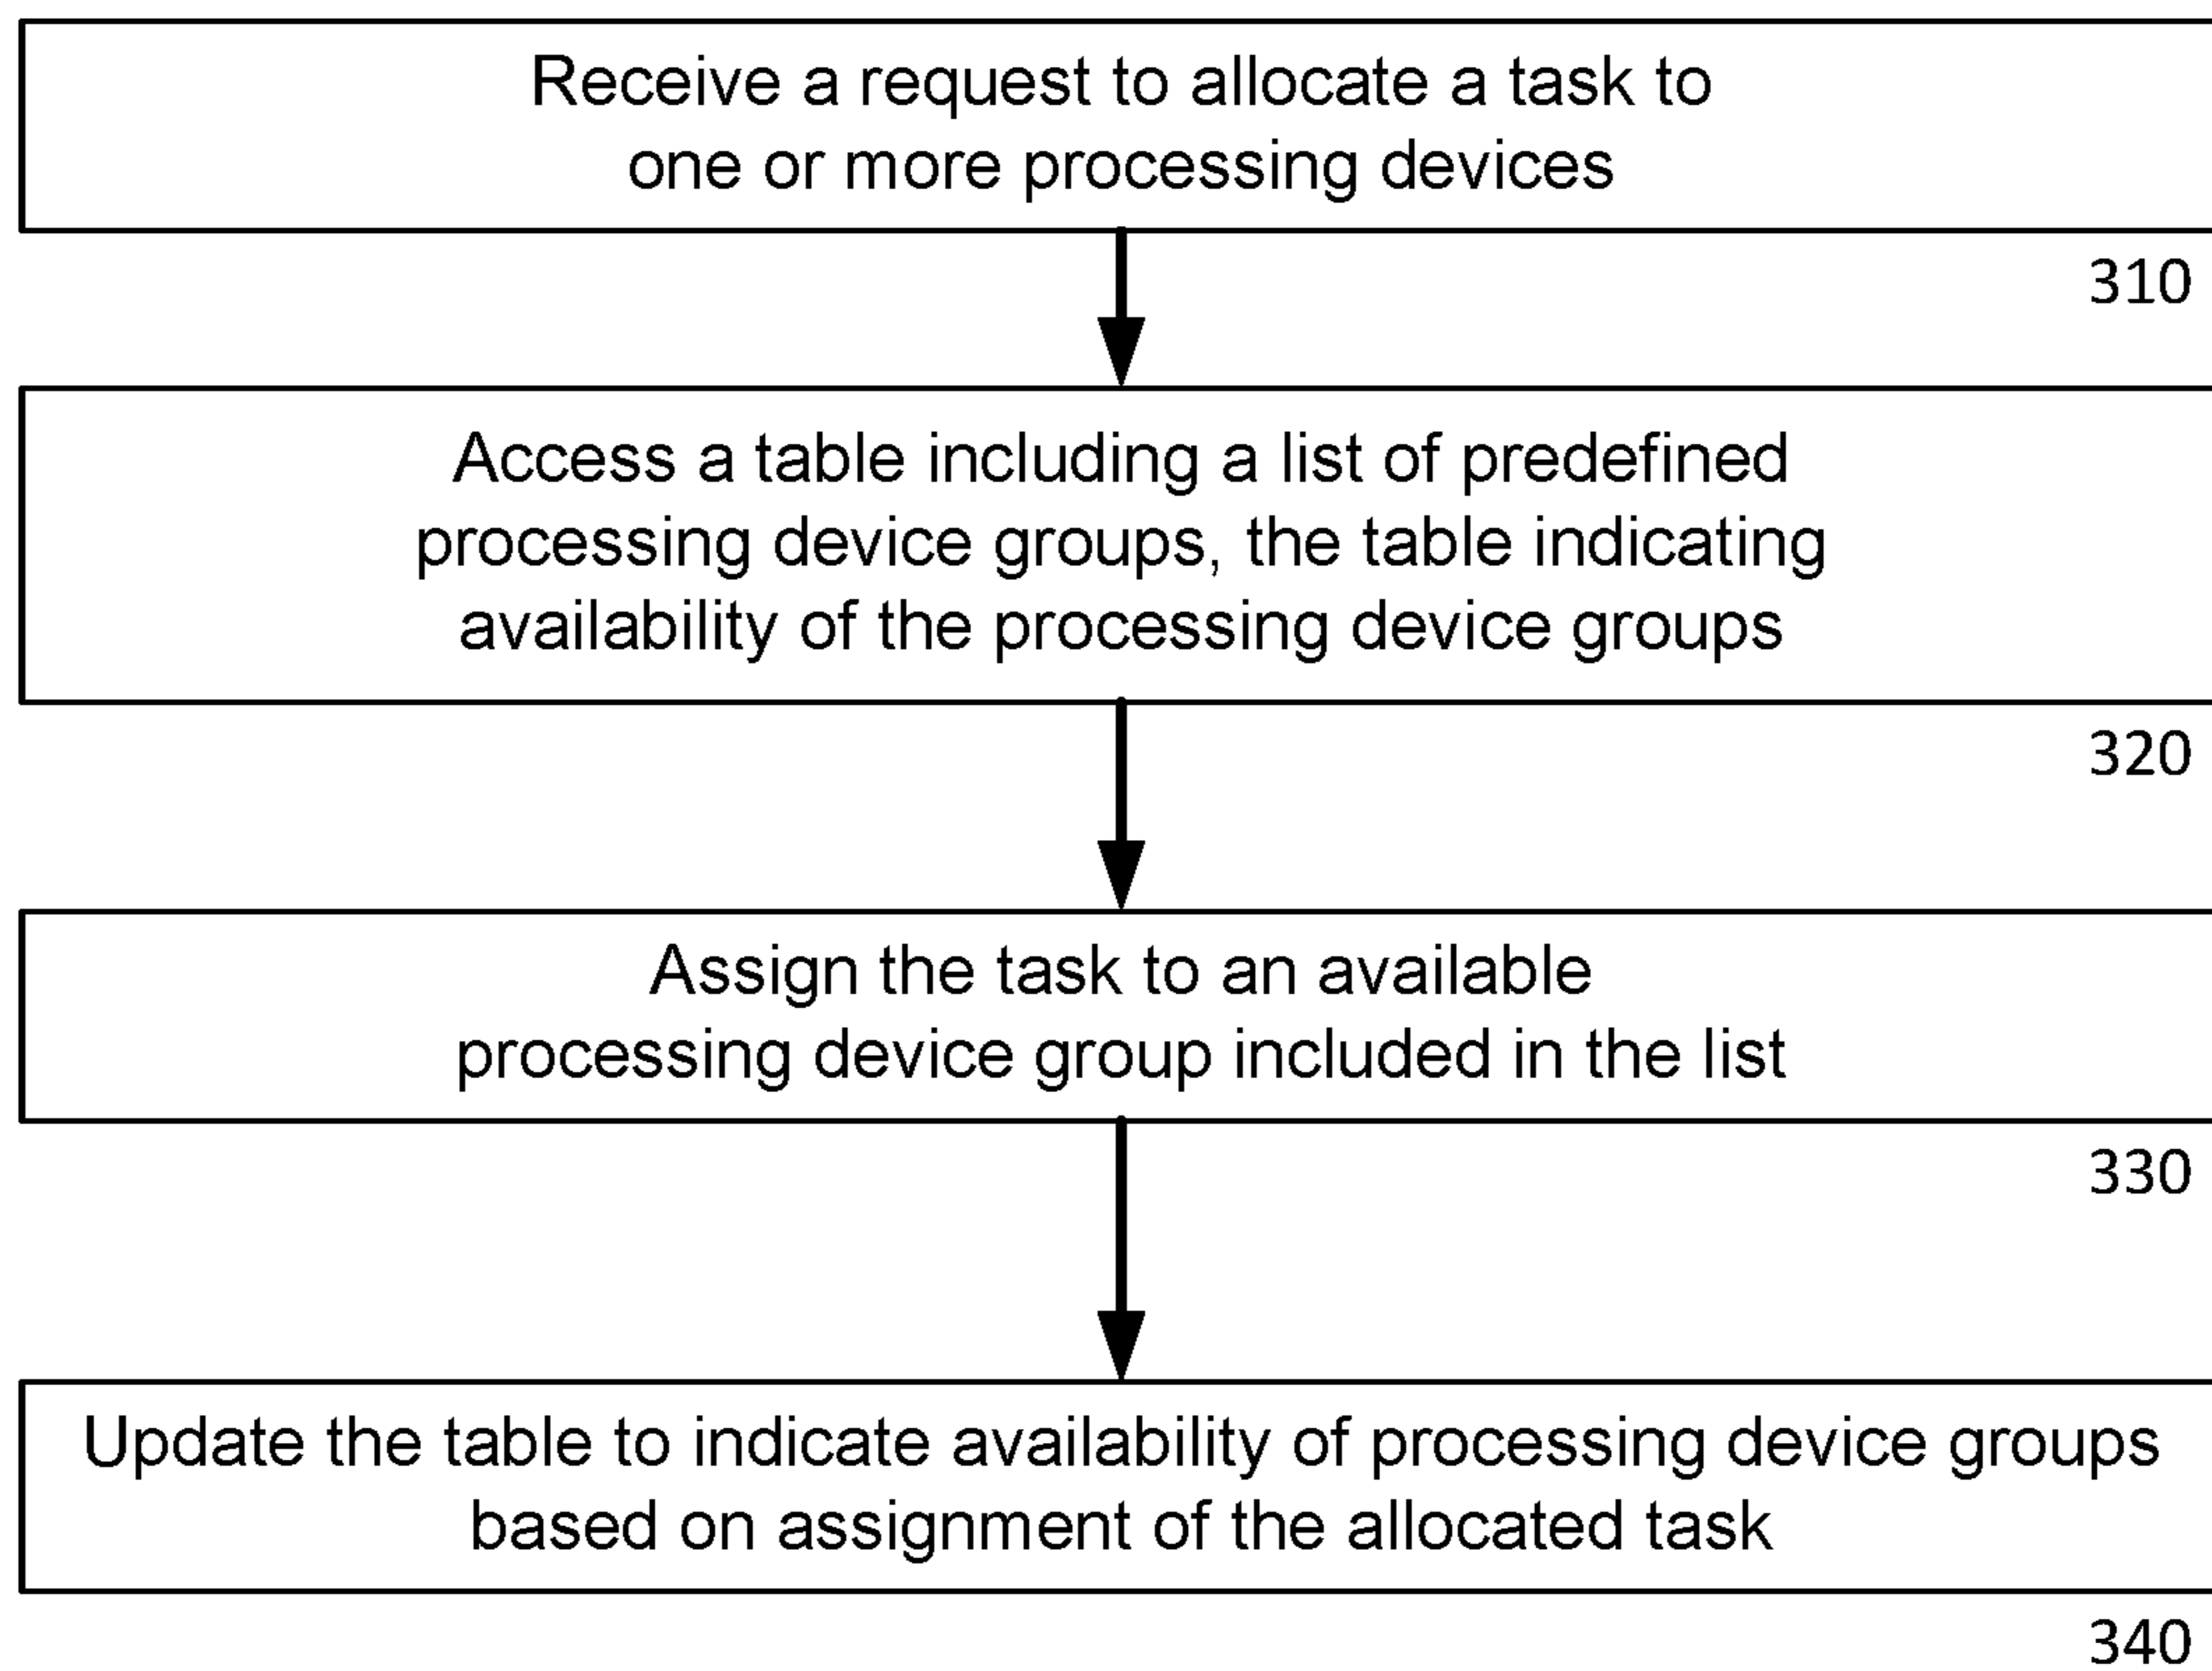 Receive a request to allocate a task to
one or more processing devices
310
Access a table including a list of predefined
processing device groups, the table indicating
availability of the processing device groups
320
Assign the task to an available
processing device group included in the list
330
Update the table to indicate availability of processing device groups
based on assignment of the allocated task
340